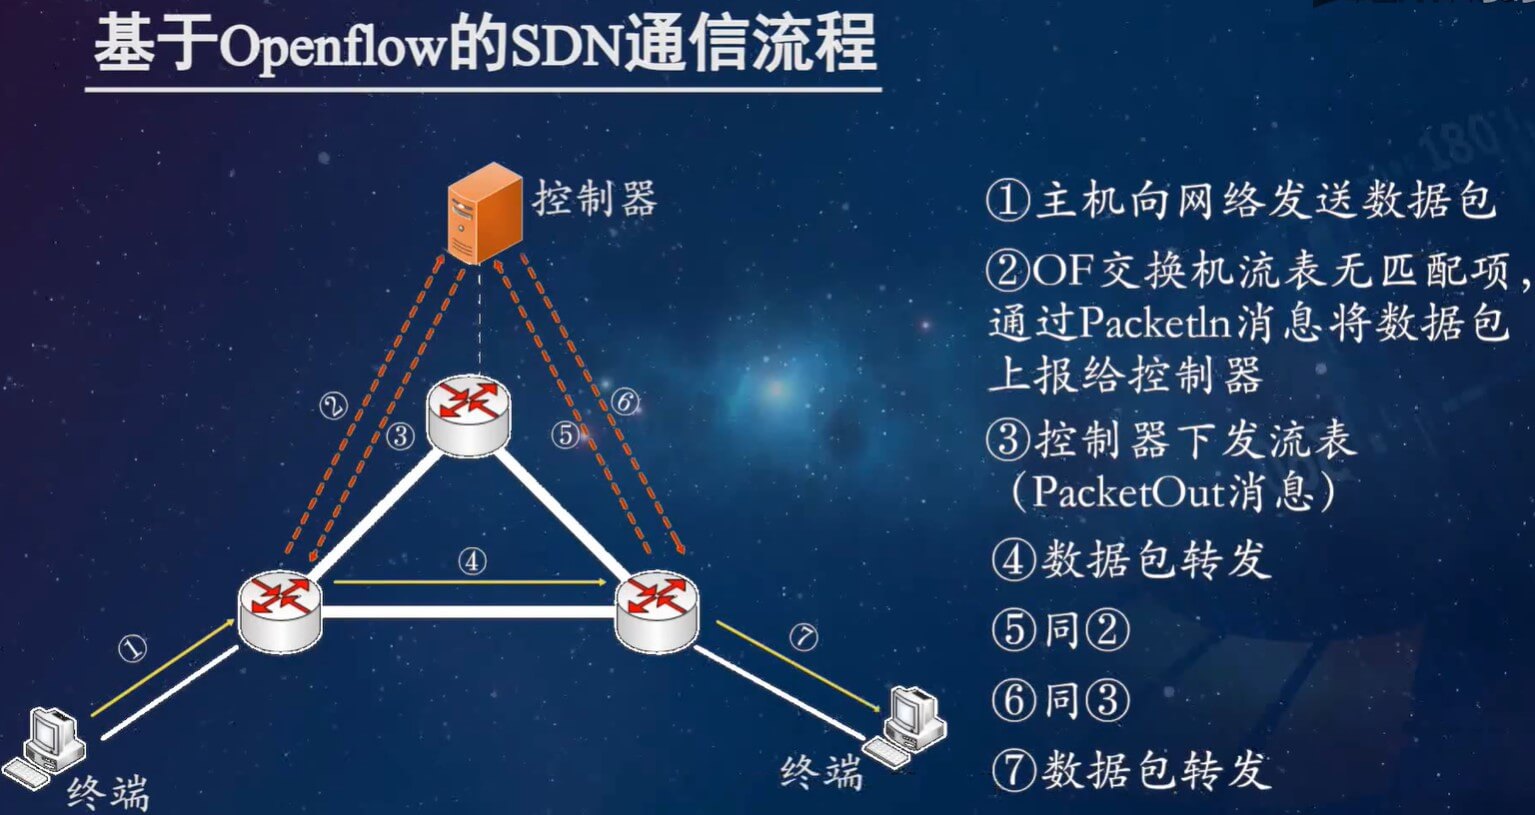 基于Openflow的SDN通信流程
控制器
①主机向网络发送数据包
②OF交换机流表无匹配项，
通过PacketIn消息将数据包
上报给控制器
②
③
⑤
⑥
③控制器下发流表
（PacketOut消息）
④
④数据包转发
①
⑦
⑤同②
⑥同③
终端
终端
⑦数据包转发